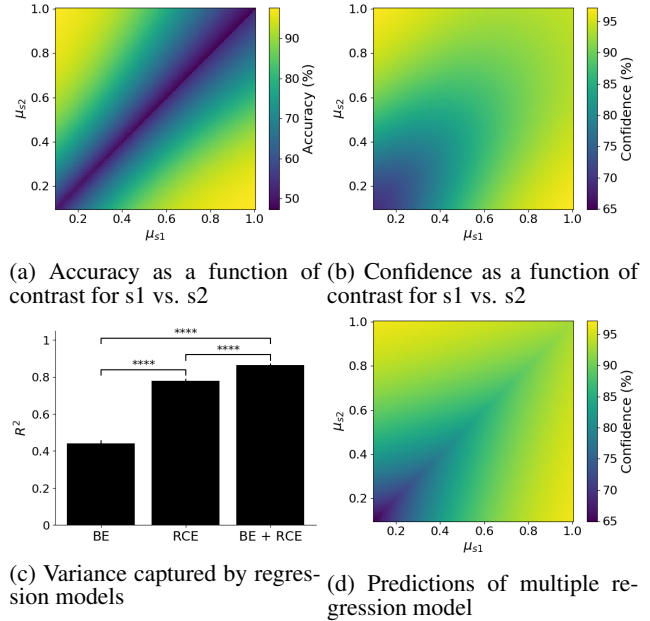 1.0
0.8
0.6
0.4
0.2
μs2
0.2 0.4 0.6 0.8 1.0
μs1
90
80
70
60
50
Accuracy (%)
1.0
0.8
0.6
0.4
0.2
μs2
0.2 0.4 0.6 0.8 1.0
μs1
95
90
85
80
75
70
65
Confidence (%)
(a) Accuracy as a function of
contrast for s1 vs. s2
(b) Confidence as a function of
contrast for s1 vs. s2
1
0.8
0.6
0.4
0.2
0
R²
****
****
****
BE RCE BE + RCE
1.0
0.8
0.6
0.4
0.2
μs2
0.2 0.4 0.6 0.8 1.0
μs1
95
90
85
80
75
70
65
Confidence (%)
(c) Variance captured by regres-
sion models
(d) Predictions of multiple re-
gression model